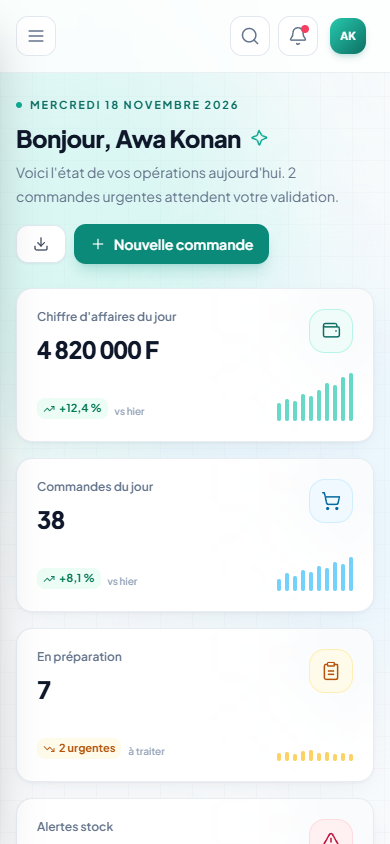 AK
MERCREDI 18 NOVEMBRE 2026
Bonjour, Awa Konan
Voici l'état de vos opérations aujourd'hui. 2
commandes urgentes attendent votre validation.
Nouvelle commande
Chiffre d'affaires du jour
4 820 000 F
+12,4 % vs hier
Commandes du jour
38
+8,1 % vs hier
En préparation
7
2 urgentes à traiter
Alertes stock